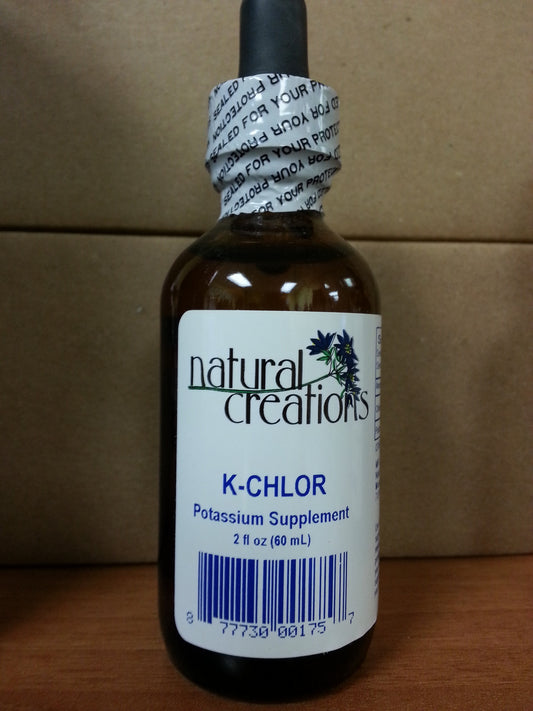 SEALED FOR YOUR PROTECTION
natural
creations
K-CHLOR
Potassium Supplement
2 fl oz (60 mL)
8 77730 00175 7